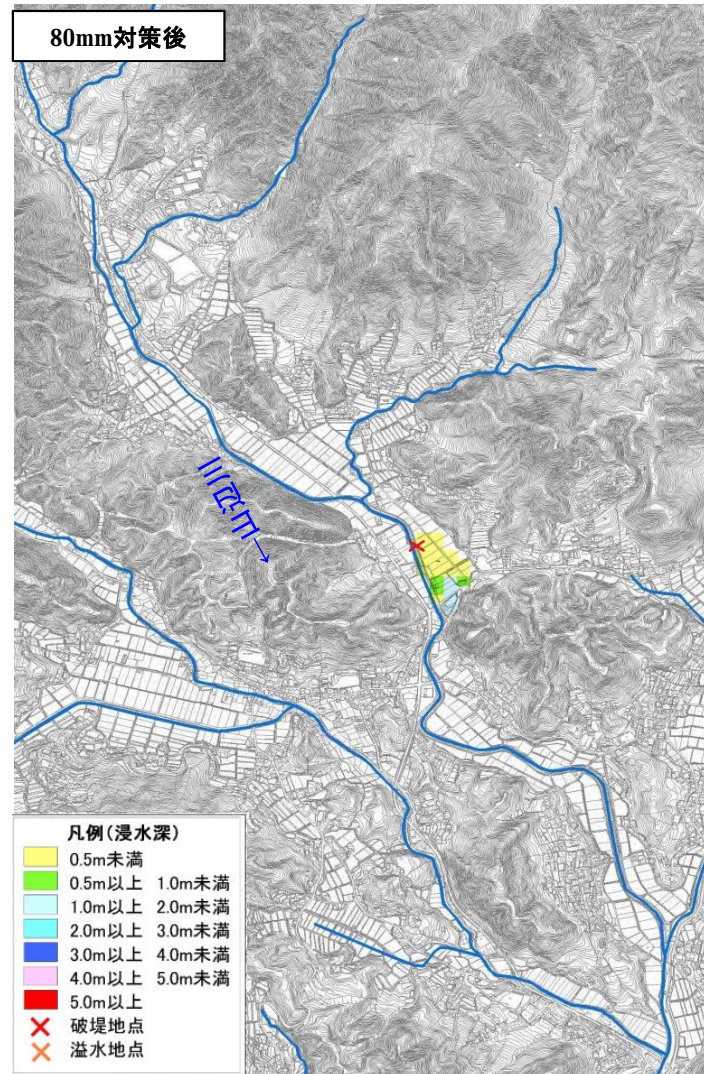 80mm対策後
山辺川→
凡例(浸水深)
0.5m未満
0.5m以上 1.0m未満
1.0m以上 2.0m未満
2.0m以上 3.0m未満
3.0m以上 4.0m未満
4.0m以上 5.0m未満
5.0m以上
破堤地点
溢水地点